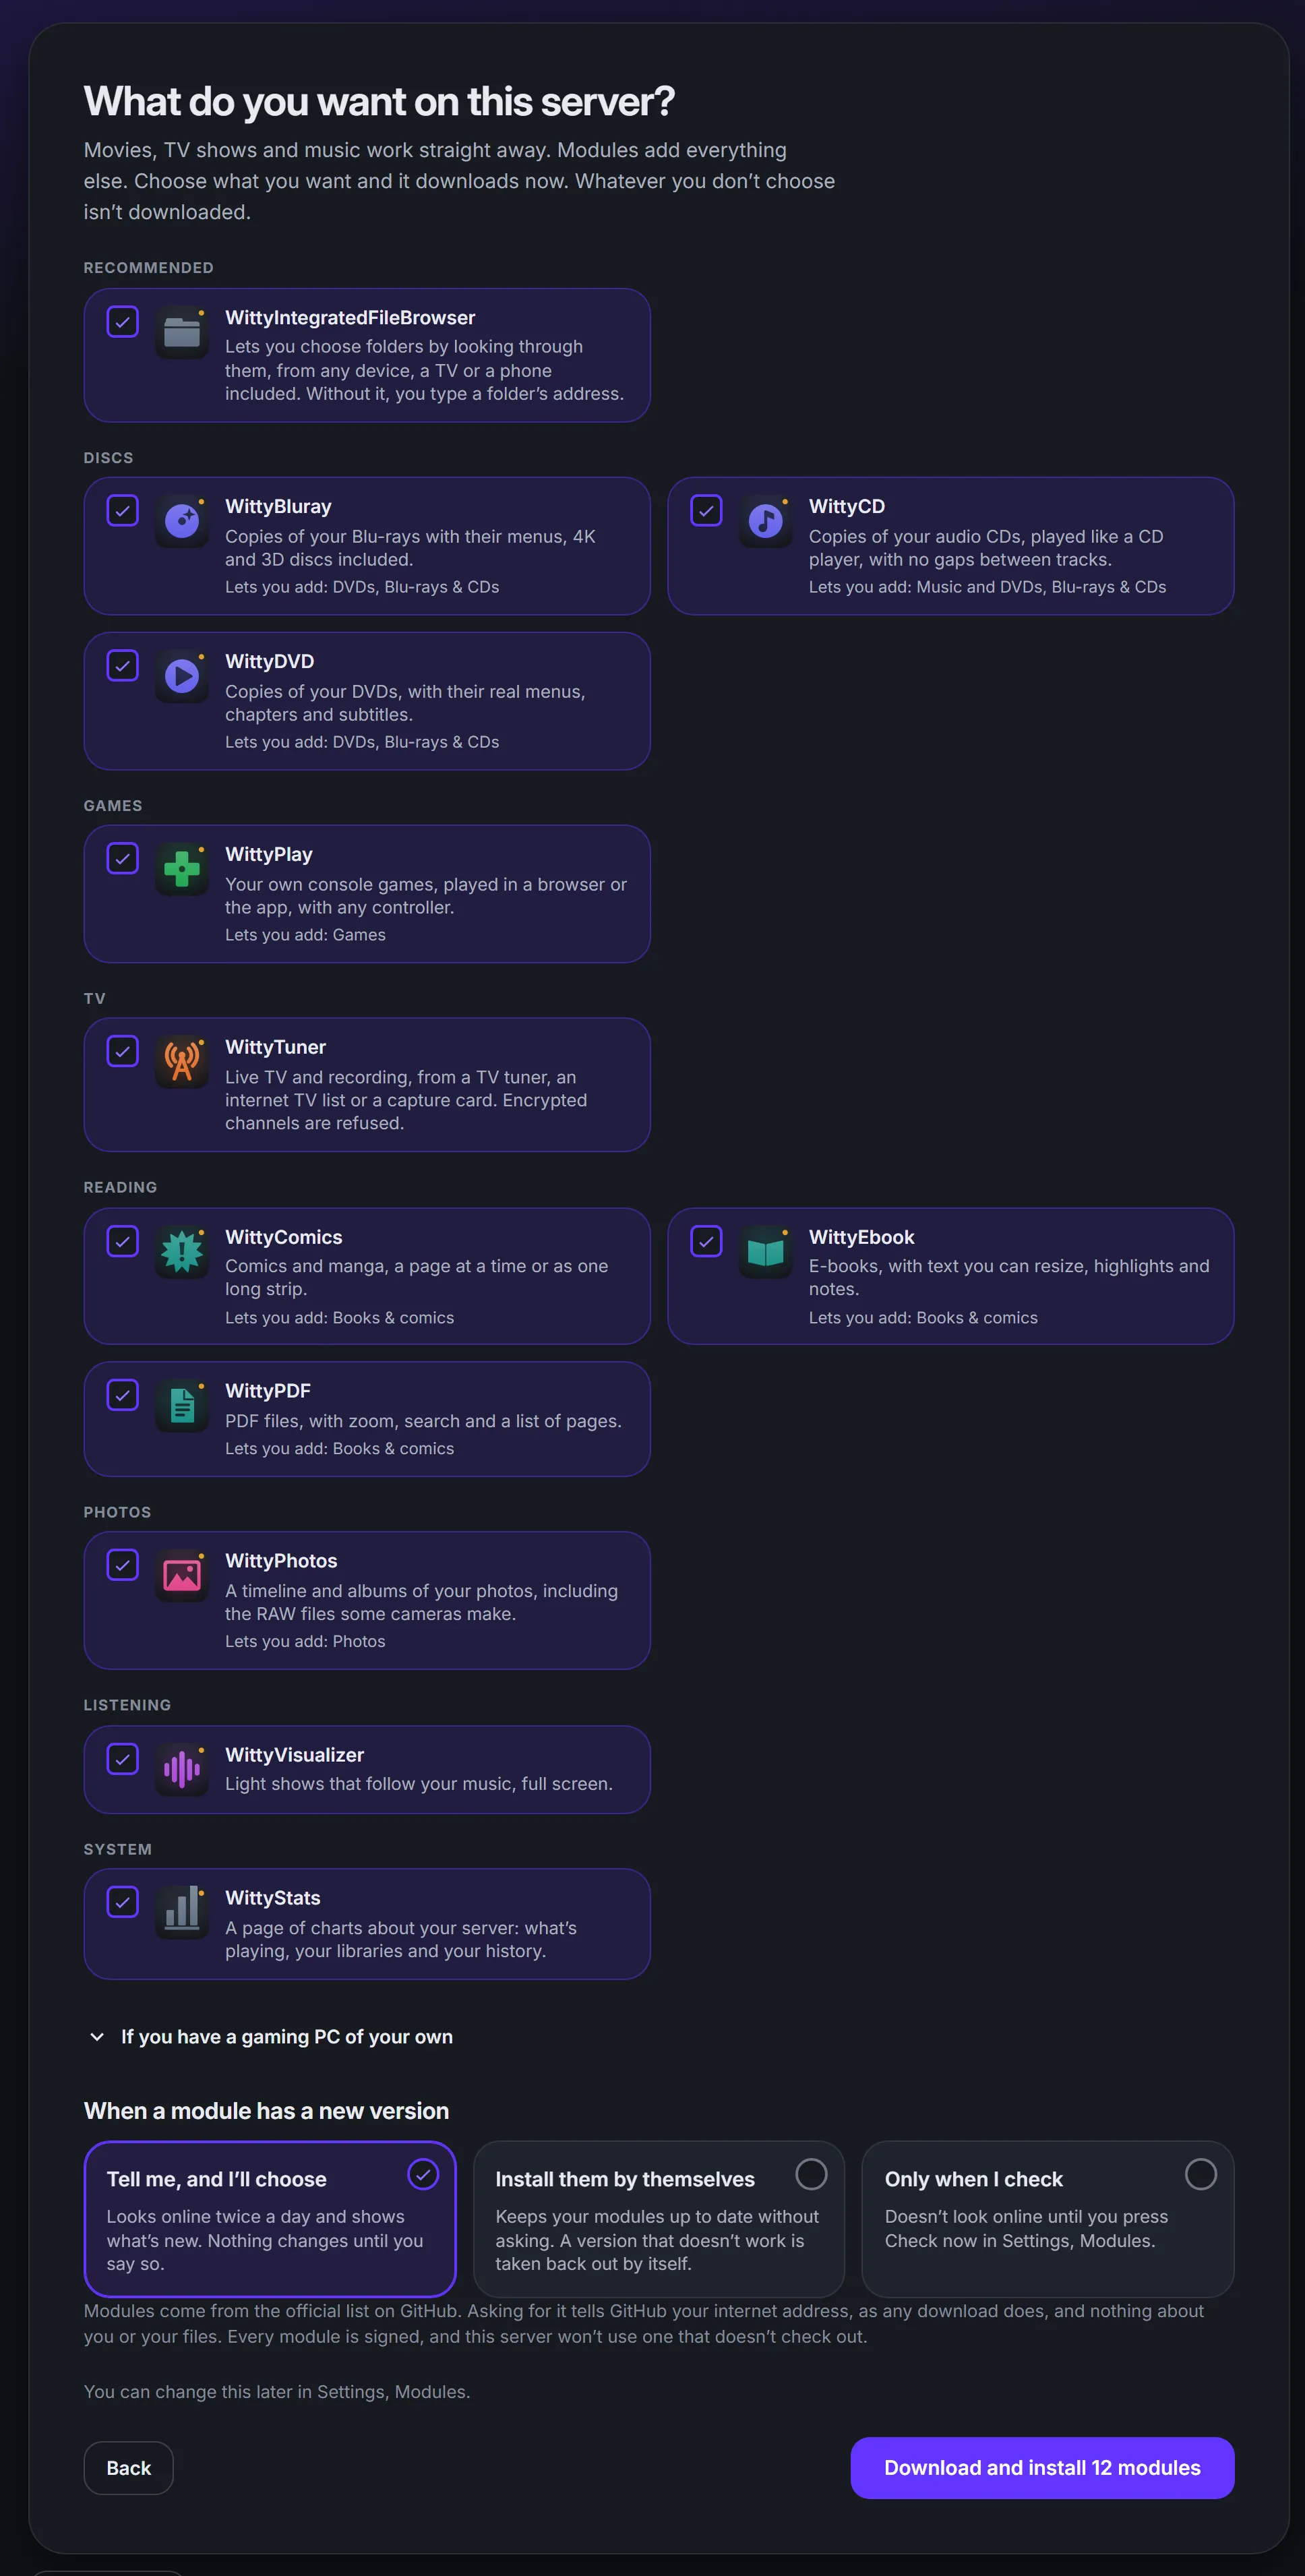 What do you want on this server?
Movies, TV shows and music work straight away. Modules add everything
else. Choose what you want and it downloads now. Whatever you don’t choose
isn’t downloaded.
RECOMMENDED
WittyIntegratedFileBrowser
Lets you choose folders by looking through
them, from any device, a TV or a phone
included. Without it, you type a folder’s address.
DISCS
WittyBluray
Copies of your Blu-rays with their menus, 4K
and 3D discs included.
Lets you add: DVDs, Blu-rays & CDs
WittyCD
Copies of your audio CDs, played like a CD
player, with no gaps between tracks.
Lets you add: Music and DVDs, Blu-rays & CDs
WittyDVD
Copies of your DVDs, with their real menus,
chapters and subtitles.
Lets you add: DVDs, Blu-rays & CDs
GAMES
WittyPlay
Your own console games, played in a browser or
the app, with any controller.
Lets you add: Games
TV
WittyTuner
Live TV and recording, from a TV tuner, an
internet TV list or a capture card. Encrypted
channels are refused.
READING
WittyComics
Comics and manga, a page at a time or as one
long strip.
Lets you add: Books & comics
WittyEbook
E-books, with text you can resize, highlights and
notes.
Lets you add: Books & comics
WittyPDF
PDF files, with zoom, search and a list of pages.
Lets you add: Books & comics
PHOTOS
WittyPhotos
A timeline and albums of your photos, including
the RAW files some cameras make.
Lets you add: Photos
LISTENING
WittyVisualizer
Light shows that follow your music, full screen.
SYSTEM
WittyStats
A page of charts about your server: what’s
playing, your libraries and your history.
If you have a gaming PC of your own
When a module has a new version
Tell me, and I’ll choose
Looks online twice a day and shows
what’s new. Nothing changes until you
say so.
Install them by themselves
Keeps your modules up to date without
asking. A version that doesn’t work is
taken back out by itself.
Only when I check
Doesn’t look online until you press
Check now in Settings, Modules.
Modules come from the official list on GitHub. Asking for it tells GitHub your internet address, as any download does, and nothing about
you or your files. Every module is signed, and this server won’t use one that doesn’t check out.
You can change this later in Settings, Modules.
Back
Download and install 12 modules